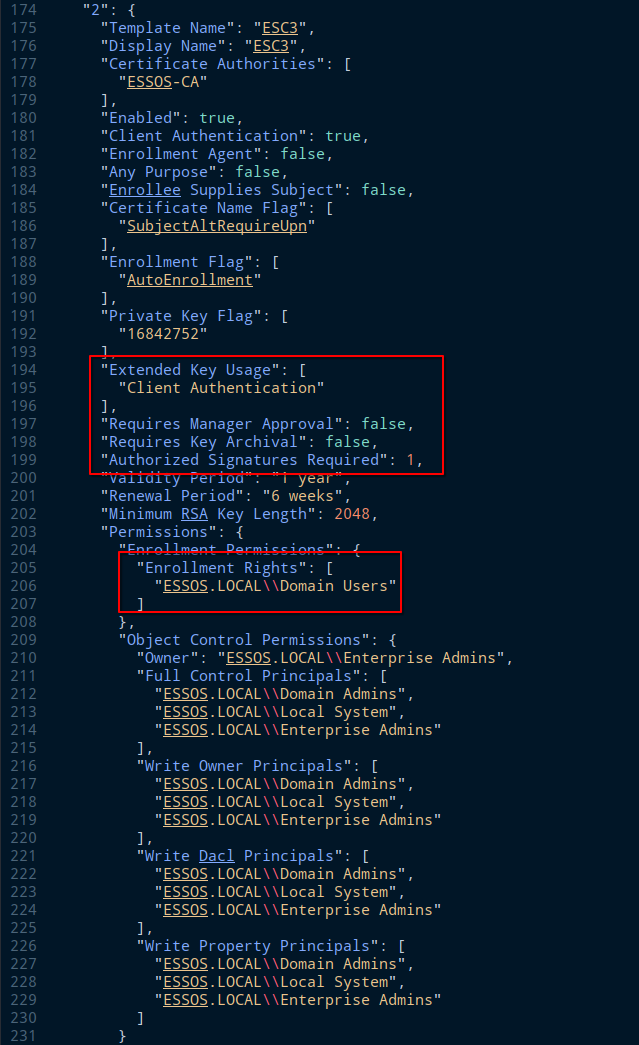 174 "2": {
175 "Template Name": "ESC3",
176 "Display Name": "ESC3",
177 "Certificate Authorities": [
178 "ESSOS-CA"
179 ],
180 "Enabled": true,
181 "Client Authentication": true,
182 "Enrollment Agent": false,
183 "Any Purpose": false,
184 "Enrollee Supplies Subject": false,
185 "Certificate Name Flag": [
186 "SubjectAltRequireUpn"
187 ],
188 "Enrollment Flag": [
189 "AutoEnrollment"
190 ],
191 "Private Key Flag": [
192 "16842752"
193 ],
194 "Extended Key Usage": [
195 "Client Authentication"
196 ],
197 "Requires Manager Approval": false,
198 "Requires Key Archival": false,
199 "Authorized Signatures Required": 1,
200 "Validity Period": "1 year",
201 "Renewal Period": "6 weeks",
202 "Minimum RSA Key Length": 2048,
203 "Permissions": {
204 "Enrollment Permissions": {
205 "Enrollment Rights": [
206 "ESSOS.LOCAL\\Domain Users"
207 ]
208 },
209 "Object Control Permissions": {
210 "Owner": "ESSOS.LOCAL\\Enterprise Admins",
211 "Full Control Principals": [
212 "ESSOS.LOCAL\\Domain Admins",
213 "ESSOS.LOCAL\\Local System",
214 "ESSOS.LOCAL\\Enterprise Admins"
215 ],
216 "Write Owner Principals": [
217 "ESSOS.LOCAL\\Domain Admins",
218 "ESSOS.LOCAL\\Local System",
219 "ESSOS.LOCAL\\Enterprise Admins"
220 ],
221 "Write Dacl Principals": [
222 "ESSOS.LOCAL\\Domain Admins",
223 "ESSOS.LOCAL\\Local System",
224 "ESSOS.LOCAL\\Enterprise Admins"
225 ],
226 "Write Property Principals": [
227 "ESSOS.LOCAL\\Domain Admins",
228 "ESSOS.LOCAL\\Local System",
229 "ESSOS.LOCAL\\Enterprise Admins"
230 ]
231 }